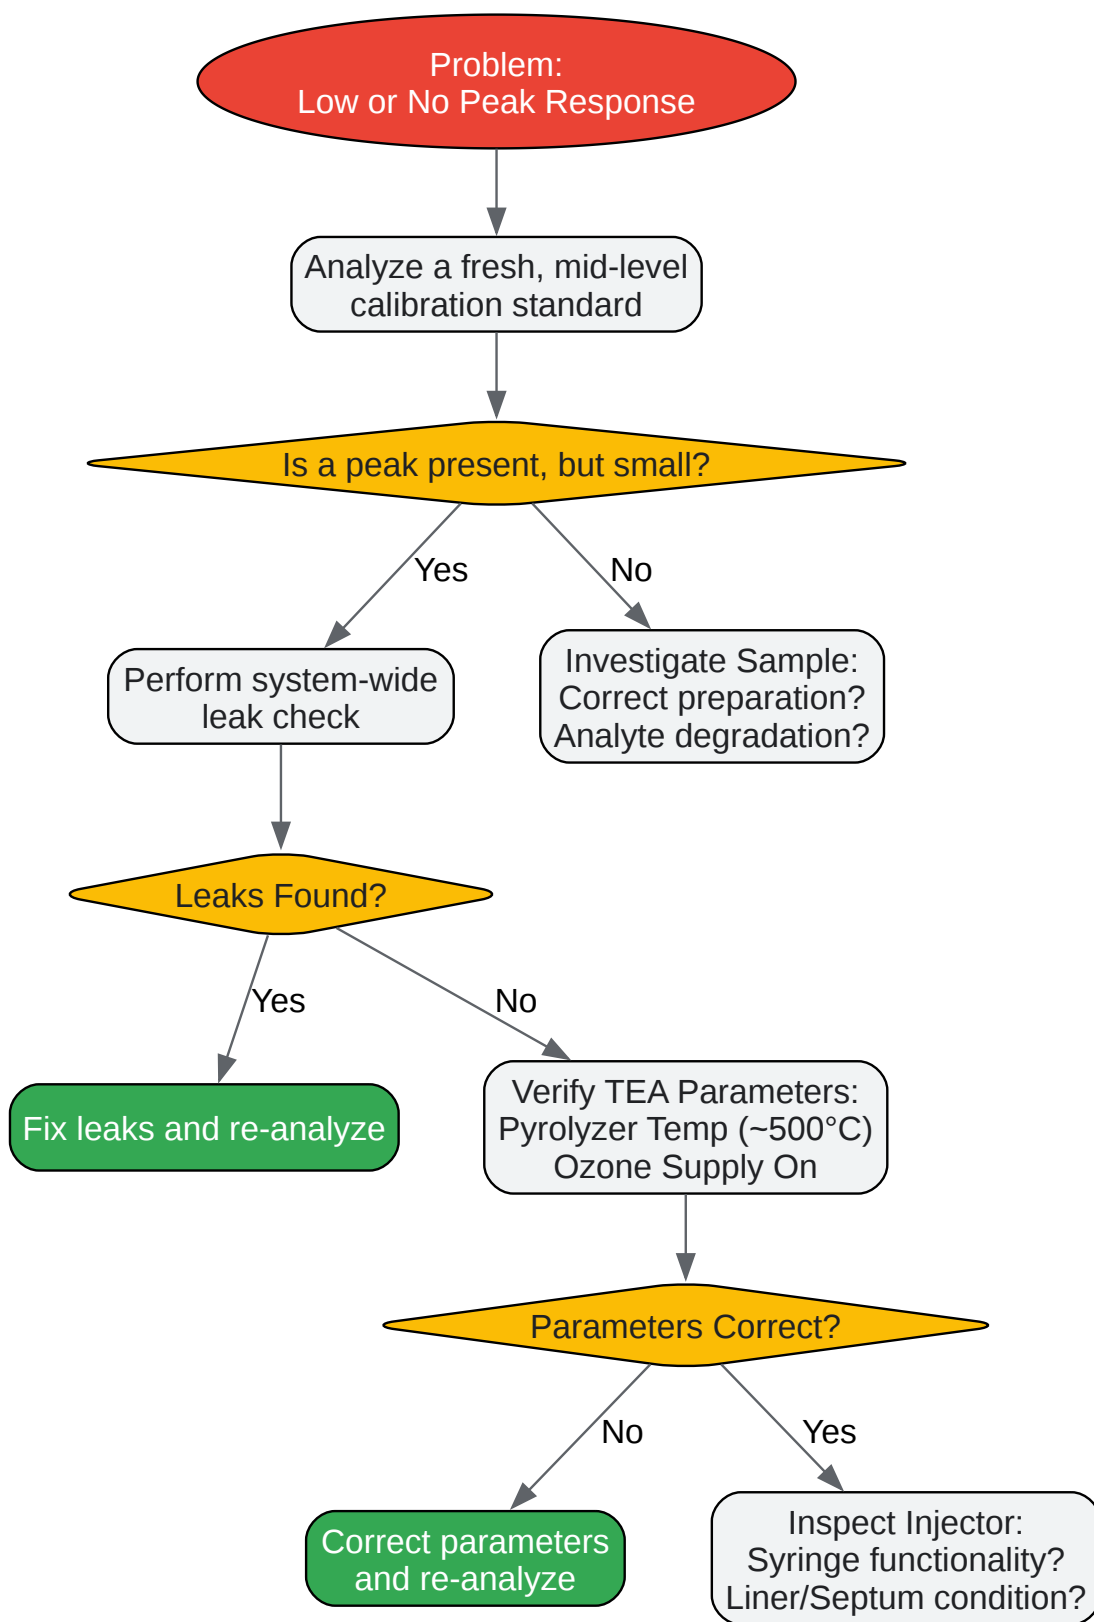 Problem:
Low or No Peak Response
Analyze a fresh, mid-level
calibration standard
Is a peak present, but small?
Yes
No
Perform system-wide
leak check
Investigate Sample:
Correct preparation?
Analyte degradation?
Leaks Found?
Yes
No
Fix leaks and re-analyze
Verify TEA Parameters:
Pyrolyzer Temp (~500°C)
Ozone Supply On
Parameters Correct?
No
Yes
Correct parameters
and re-analyze
Inspect Injector:
Syringe functionality?
Liner/Septum condition?